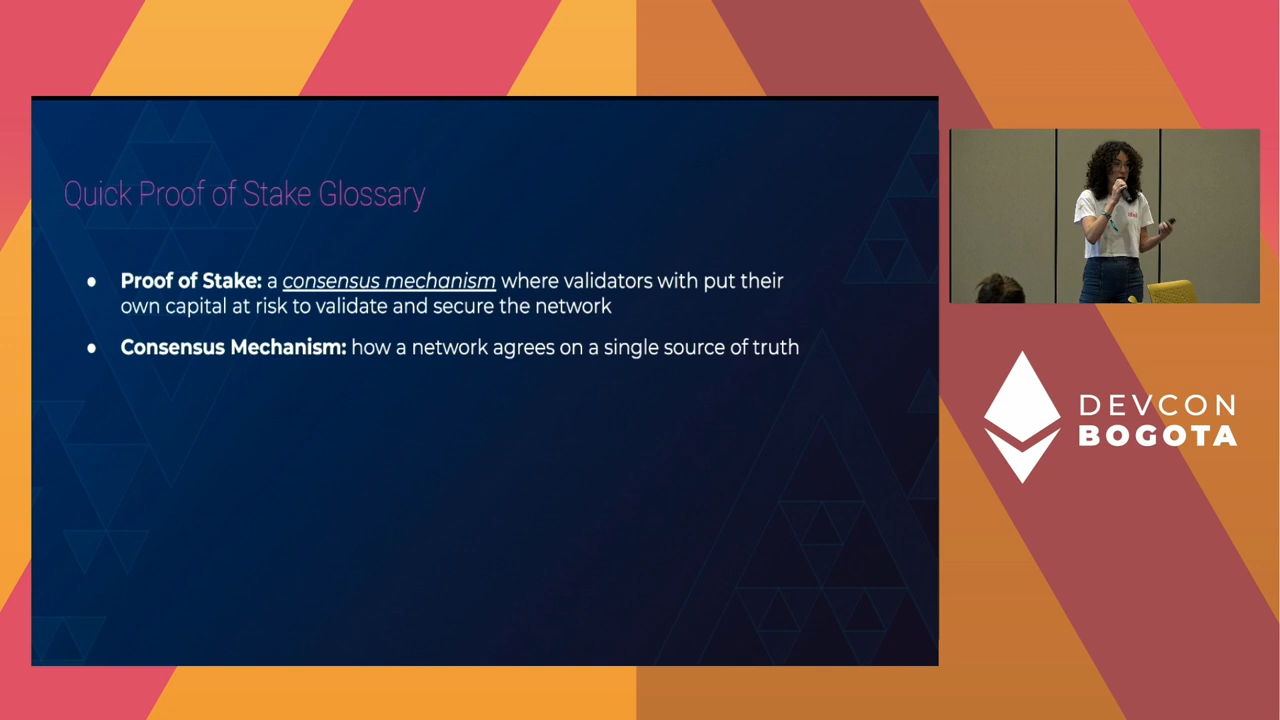 Quick Proof of Stake Glossary
● Proof of Stake: a consensus mechanism where validators with put their
own capital at risk to validate and secure the network
● Consensus Mechanism: how a network agrees on a single source of truth
DEVCON
BOGOTA